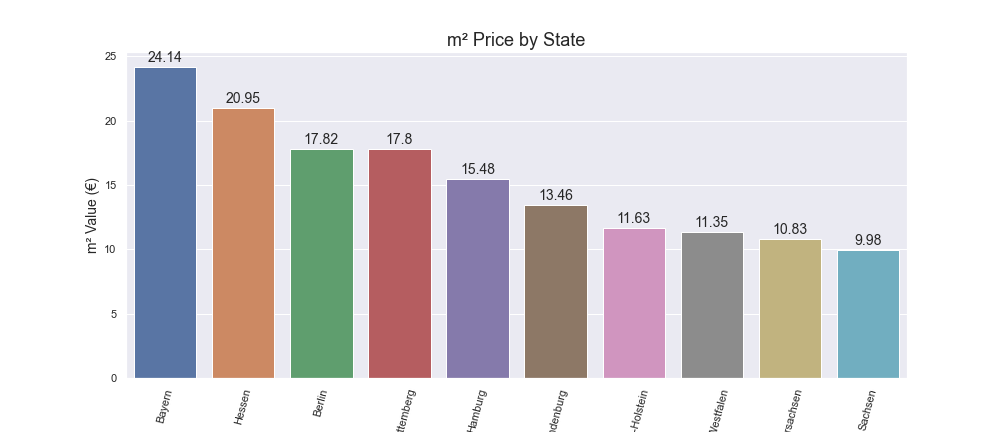 m² Price by State
m² Value (€)
25
20
15
10
5
0
24.14
20.95
17.82
17.8
15.48
13.46
11.63
11.35
10.83
9.98
Bayern
Hessen
Berlin
ttemberg
Hamburg
ndenburg
-Holstein
Westfalen
rsachsen
Sachsen